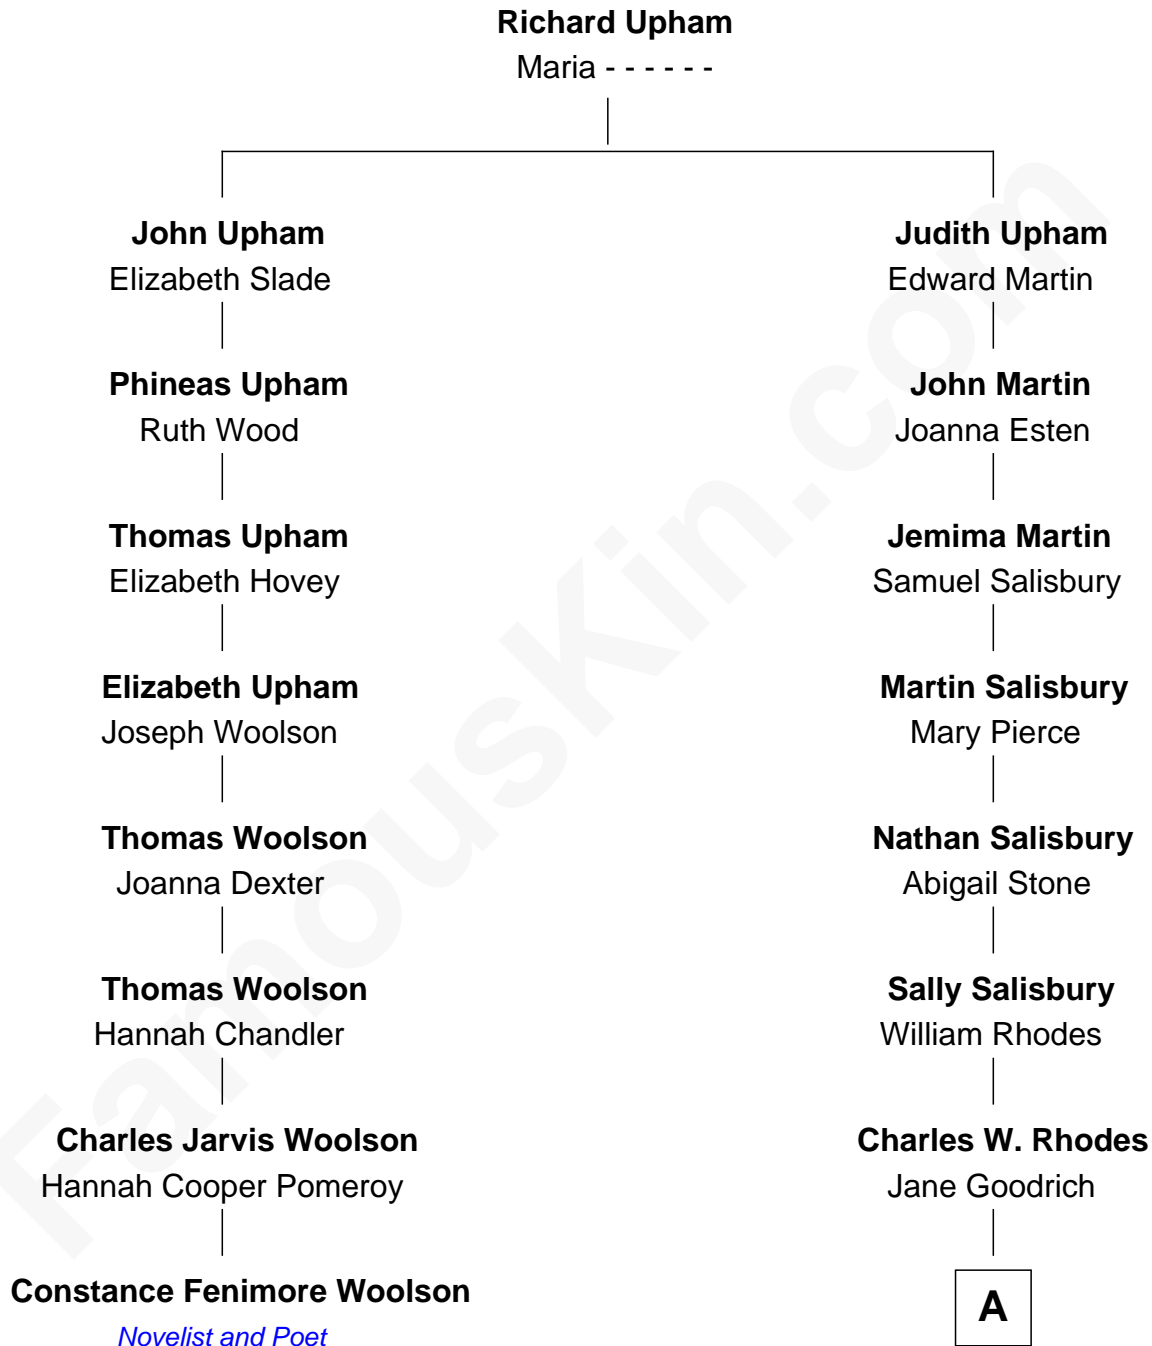 Richard Upham
Maria - - - - - -
John Upham
Elizabeth Slade
Judith Upham
Edward Martin
Phineas Upham
Ruth Wood
John Martin
Joanna Esten
Thomas Upham
Elizabeth Hovey
Jemima Martin
Samuel Salisbury
Elizabeth Upham
Joseph Woolson
Martin Salisbury
Mary Pierce
Thomas Woolson
Joanna Dexter
Nathan Salisbury
Abigail Stone
Thomas Woolson
Hannah Chandler
Sally Salisbury
William Rhodes
Charles Jarvis Woolson
Hannah Cooper Pomeroy
Charles W. Rhodes
Jane Goodrich
Constance Fenimore Woolson
Novelist and Poet
A
FamousKin.com